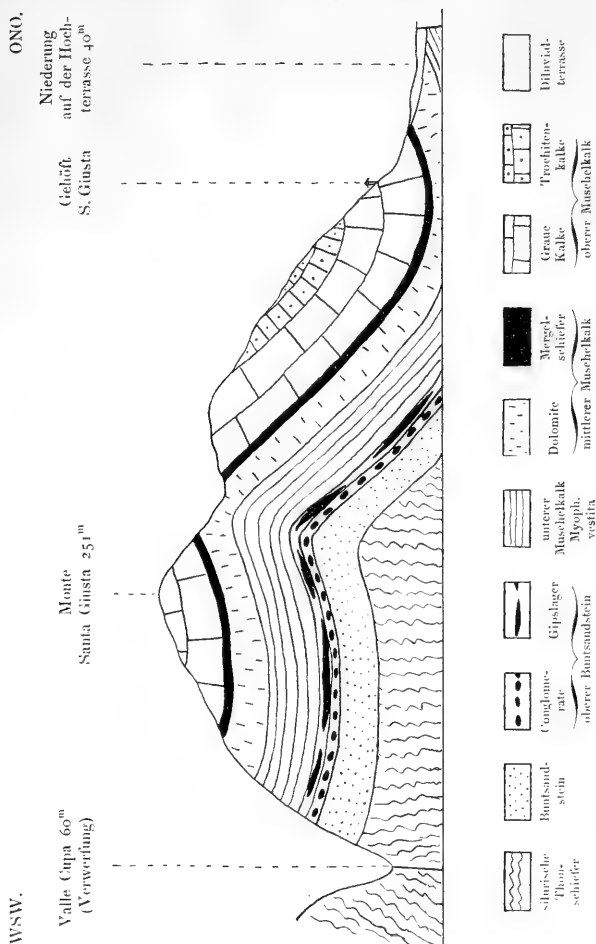 WSW.
ONO.
Valle Cupa 60m
(Verwerfung)
Monte
Santa Giusta 251m
Gehöft
S. Giusta
Niederung
auf der Hoch-
terrasse 40m
silurische
Thon-
schiefer
Buntsand-
stein
Conglome-
rate
Gipslager
oberer Buntsandstein
unterer
Muschelkalk
Myoph.
vestita
Dolomite
Mergel-
schiefer
mittlerer Muschelkalk
Graue
Kalke
Trochiten-
kalke
oberer Muschelkalk
Diluvial-
terrasse